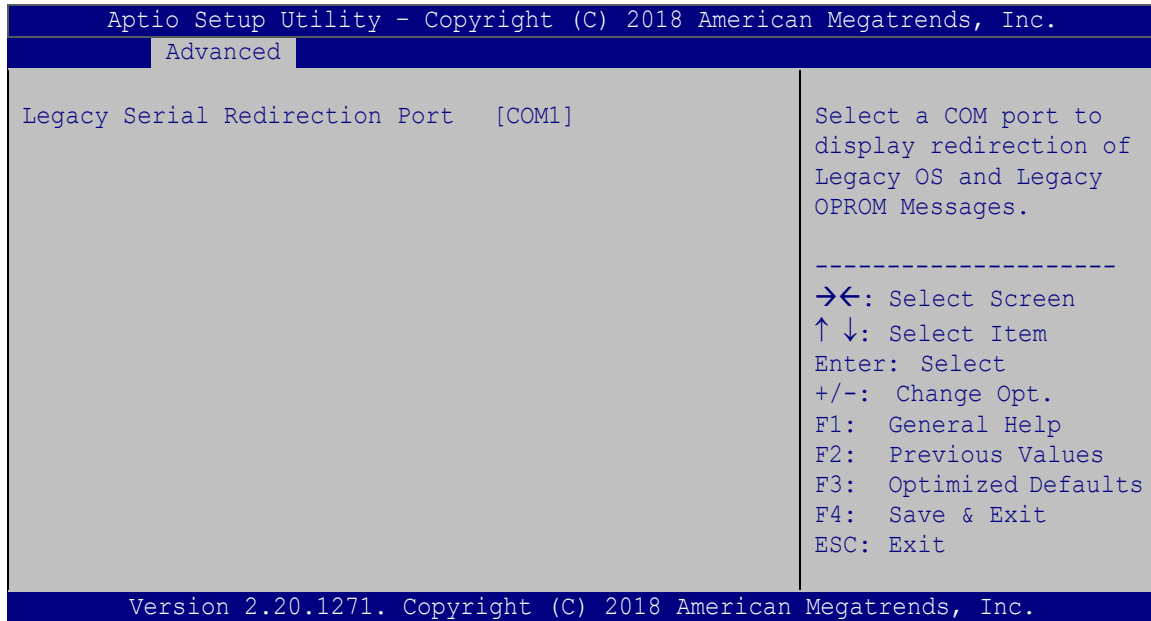 Aptio Setup Utility – Copyright (C) 2018 American Megatrends, Inc.
Advanced
Legacy Serial Redirection Port [COM1]
Select a COM port to
display redirection of
Legacy OS and Legacy
OPROM Messages.
---------------------
→←: Select Screen
↑ ↓: Select Item
Enter: Select
+/-: Change Opt.
F1: General Help
F2: Previous Values
F3: Optimized Defaults
F4: Save & Exit
ESC: Exit
Version 2.20.1271. Copyright (C) 2018 American Megatrends, Inc.